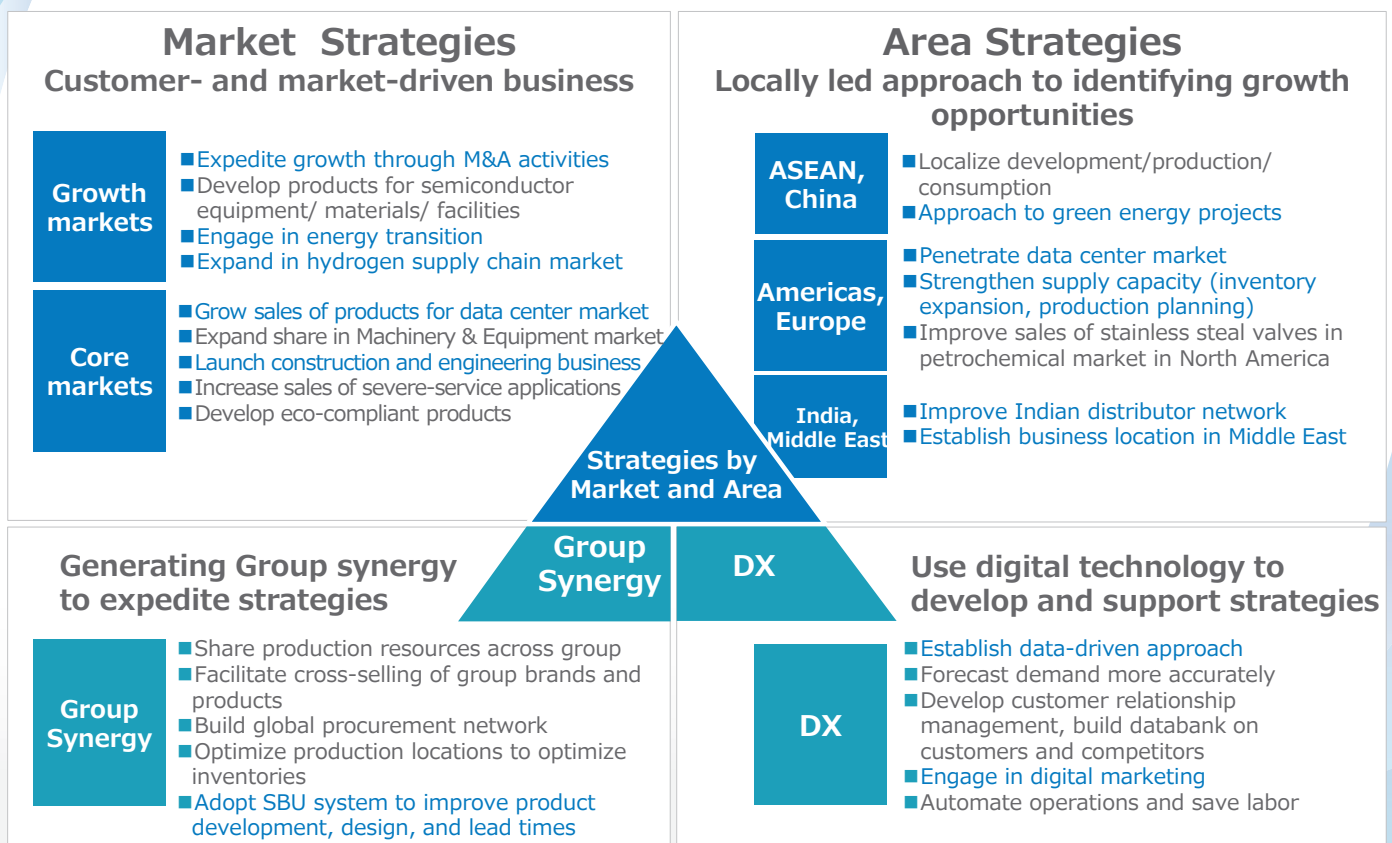 Market Strategies
Customer- and market-driven business
Growth
markets
■Expedite growth through M&A activities
■Develop products for semiconductor
equipment/ materials/ facilities
■Engage in energy transition
■Expand in hydrogen supply chain market
Core
markets
■Grow sales of products for data center market
■Expand share in Machinery & Equipment market
■Launch construction and engineering business
■Increase sales of severe-service applications
■Develop eco-compliant products
Area Strategies
Locally led approach to identifying growth
opportunities
ASEAN,
China
■Localize development/production/
consumption
■Approach to green energy projects
Americas,
Europe
■Penetrate data center market
■Strengthen supply capacity (inventory
expansion, production planning)
■Improve sales of stainless steal valves in
petrochemical market in North America
India,
Middle East
■Improve Indian distributor network
■Establish business location in Middle East
Strategies by
Market and Area
Group
Synergy
DX
Generating Group synergy
to expedite strategies
Group
Synergy
■Share production resources across group
■Facilitate cross-selling of group brands and
products
■Build global procurement network
■Optimize production locations to optimize
inventories
■Adopt SBU system to improve product
development, design, and lead times
Use digital technology to
develop and support strategies
DX
■Establish data-driven approach
■Forecast demand more accurately
■Develop customer relationship
management, build databank on
customers and competitors
■Engage in digital marketing
■Automate operations and save labor